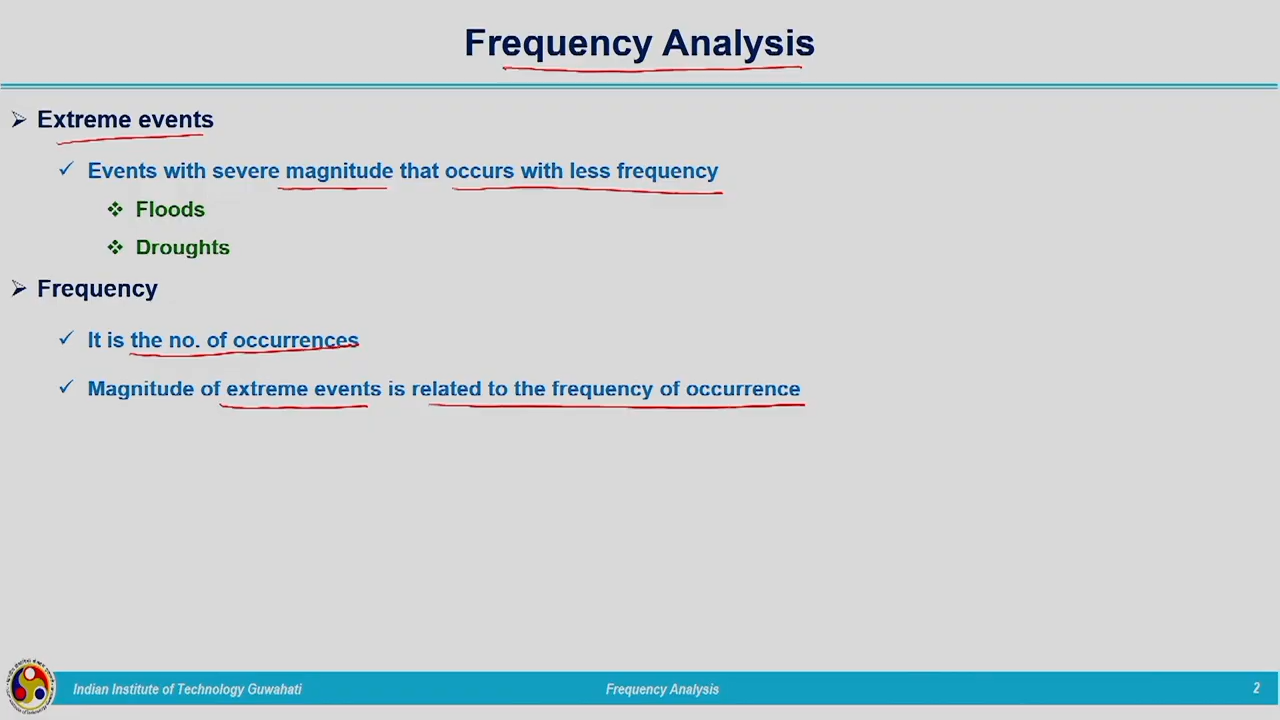 Frequency Analysis
Extreme events
Events with severe magnitude that occurs with less frequency
Floods
Droughts
Frequency
It is the no. of occurrences
Magnitude of extreme events is related to the frequency of occurrence
Indian Institute of Technology Guwahati
Frequency Analysis
2